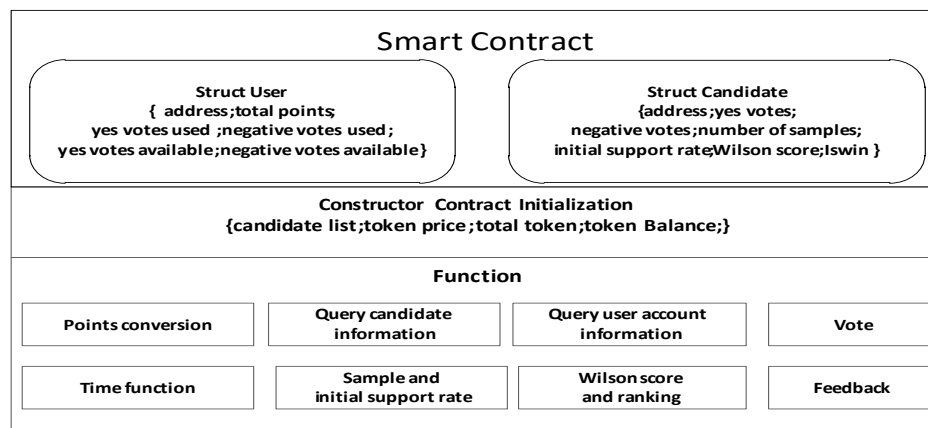 Smart Contract
Struct User
{ address;total points;
yes votes used ;negative votes used;
yes votes available;negative votes available}
Struct Candidate
{address;yes votes;
negative votes;number of samples;
initial support rate;Wilson score;Iswin }
Constructor Contract Initialization
{candidate list;token price;total token;token Balance;}
Function
Points conversion
Query candidate
information
Query user account
information
Vote
Time function
Sample and
initial support rate
Wilson score
and ranking
Feedback